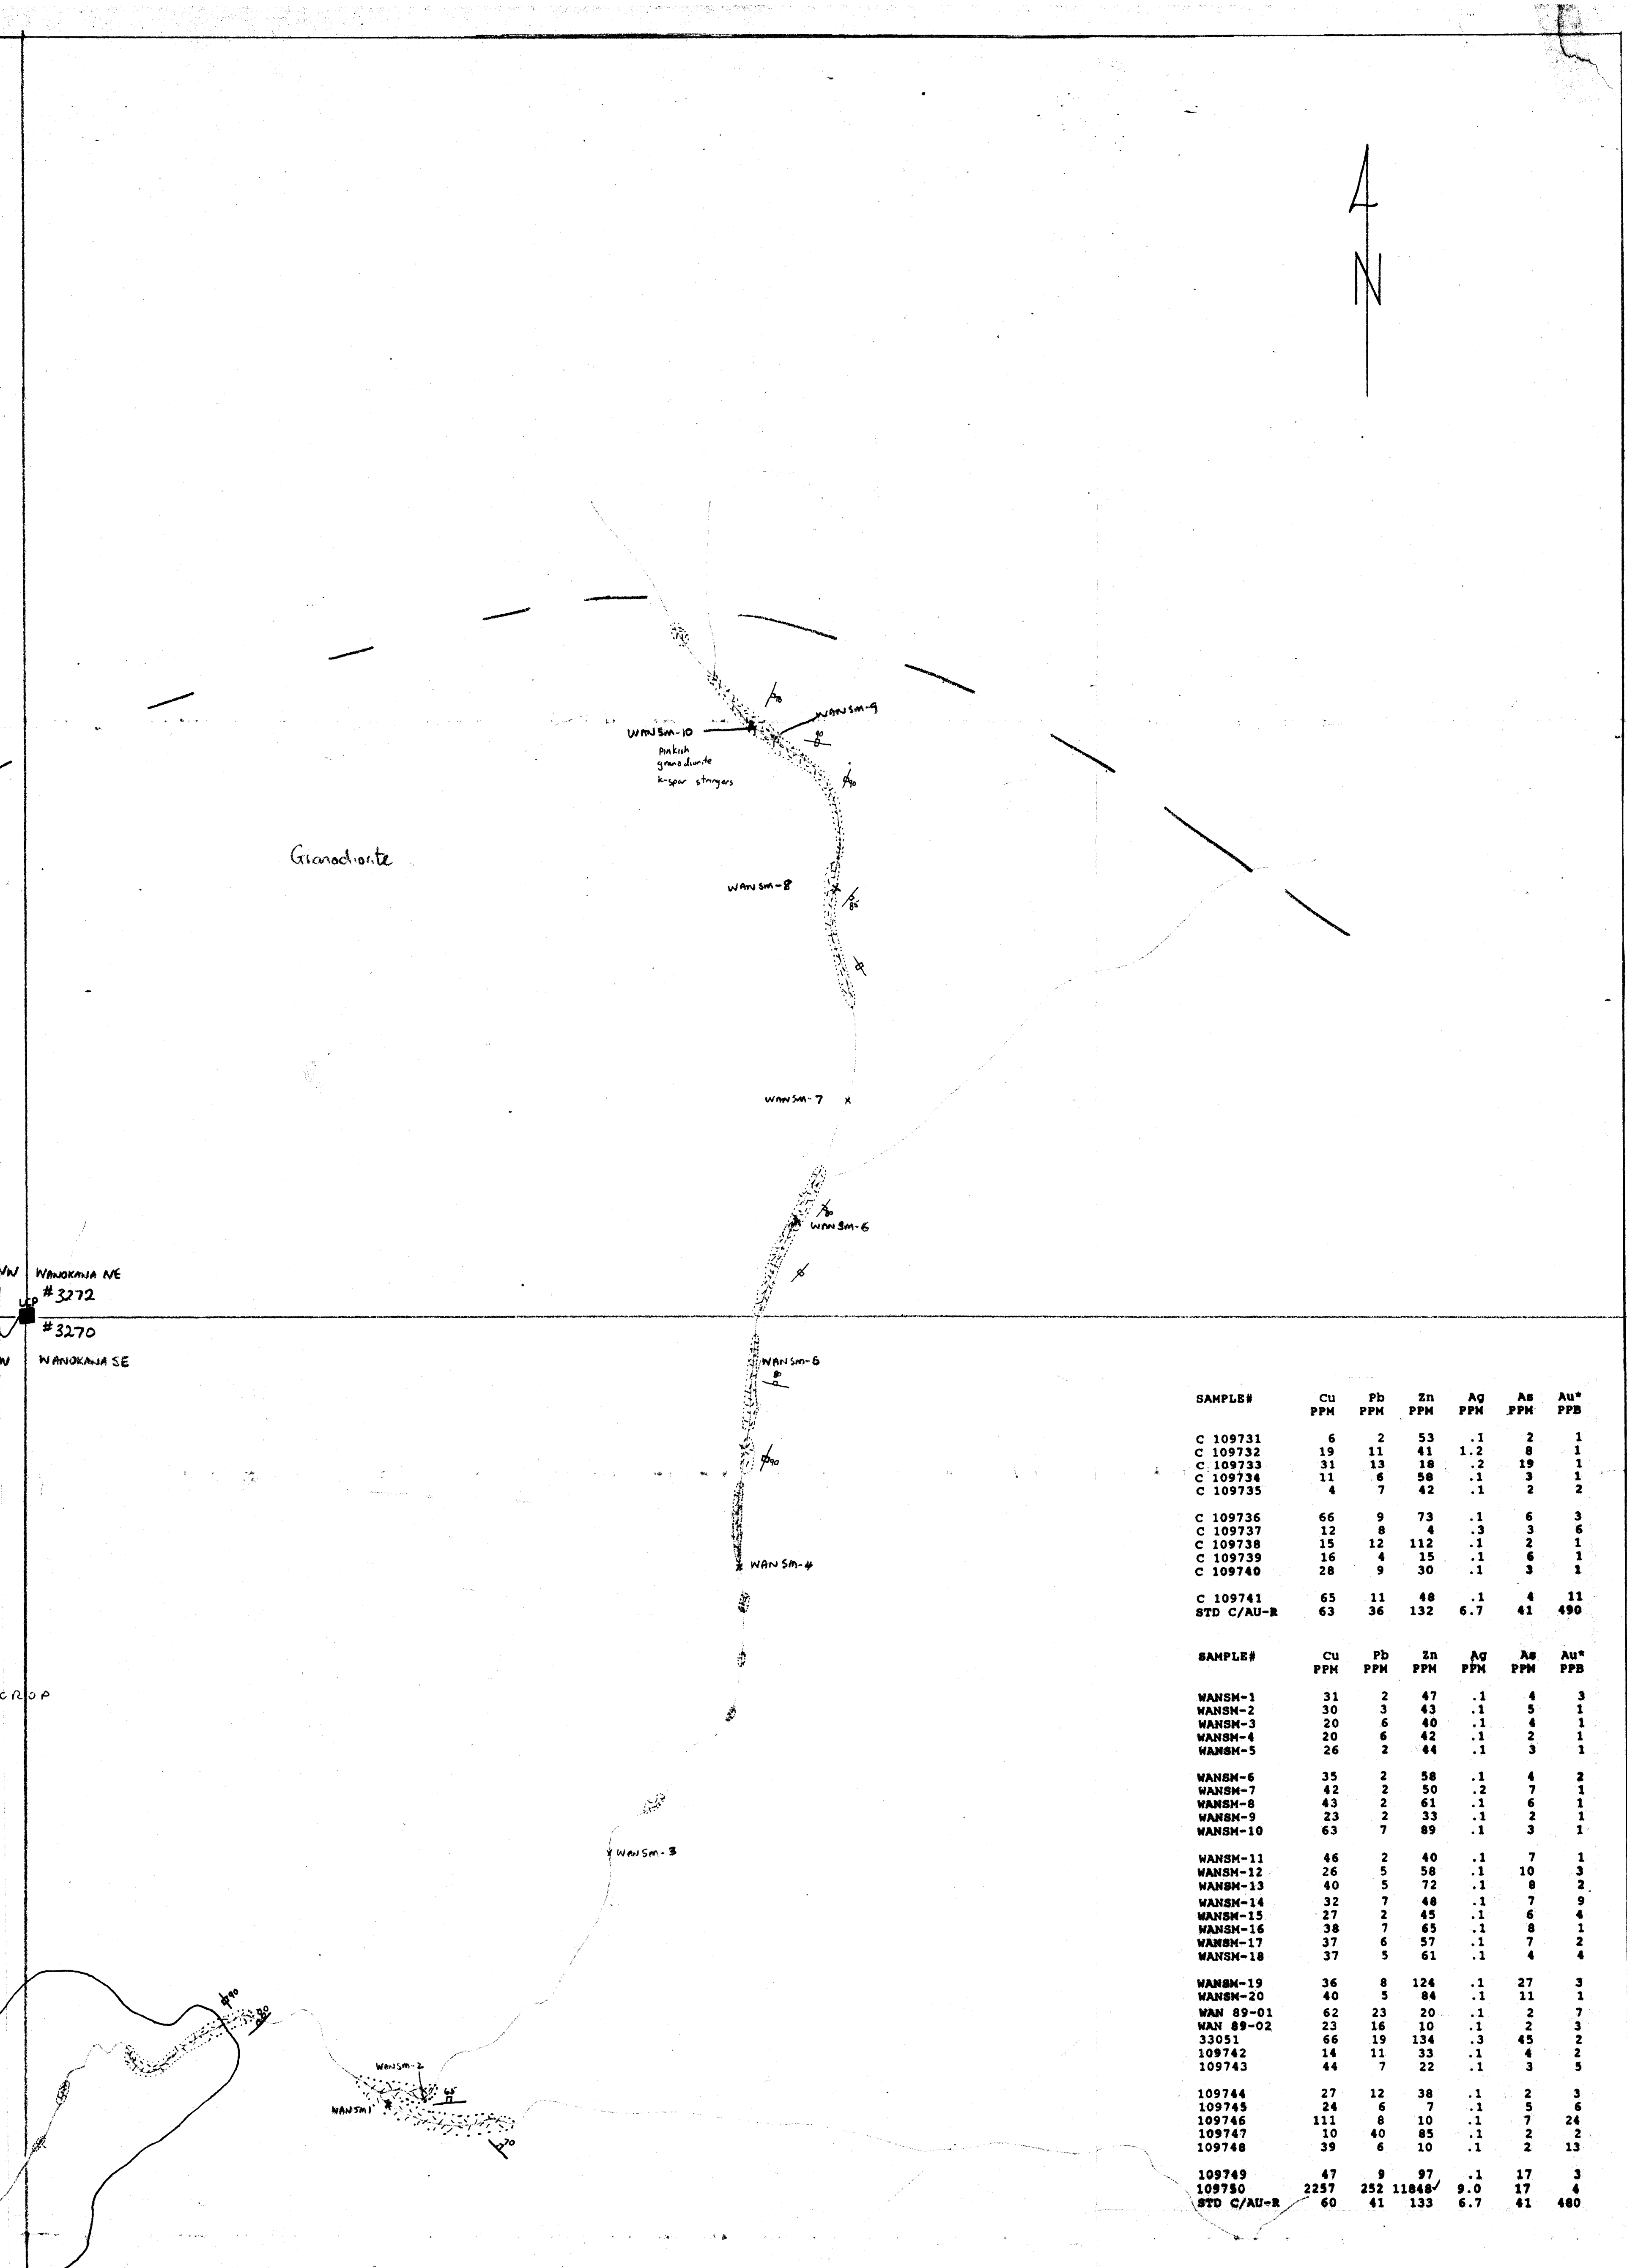 N
WANSM-9
WANSM-10
Pinkish
granodiorite
k-spar stringers
78
90
90
Granodiorite
WANSM-8
85
WANSM-7
80
WANSM-6
WANOKANA NE
#3272
LCP
#3270
WANOKANA SE
WANSM-6
80
90
WANSM-4
CROP
WANSM-3
90
80
WANSM-2
65
WANSM1
70
SAMPLE# Cu Pb Zn Ag As Au*
PPM PPM PPM PPM PPM PPB
C 109731 6 2 53 .1 2 1
C 109732 19 11 41 1.2 8 1
C 109733 31 13 18 .2 19 1
C 109734 11 6 58 .1 3 1
C 109735 4 7 42 .1 2 2
C 109736 66 9 73 .1 6 3
C 109737 12 8 4 .3 3 6
C 109738 15 12 112 .1 2 1
C 109739 16 4 15 .1 6 1
C 109740 28 9 30 .1 3 1
C 109741 65 11 48 .1 4 11
STD C/AU-R 63 36 132 6.7 41 490
SAMPLE# Cu Pb Zn Ag As Au*
PPM PPM PPM PPM PPM PPB
WANSM-1 31 2 47 .1 4 3
WANSM-2 30 3 43 .1 5 1
WANSM-3 20 6 40 .1 4 1
WANSM-4 20 6 42 .1 2 1
WANSM-5 26 2 44 .1 3 1
WANSM-6 35 2 58 .1 4 2
WANSM-7 42 2 50 .2 7 1
WANSM-8 43 2 61 .1 6 1
WANSM-9 23 2 33 .1 2 1
WANSM-10 63 7 89 .1 3 1
WANSM-11 46 2 40 .1 7 1
WANSM-12 26 5 58 .1 10 3
WANSM-13 40 5 72 .1 8 2
WANSM-14 32 7 48 .1 7 9
WANSM-15 27 2 45 .1 6 4
WANSM-16 38 7 65 .1 8 1
WANSM-17 37 6 57 .1 7 2
WANSM-18 37 5 61 .1 4 4
WANSM-19 36 8 124 .1 27 3
WANSM-20 40 5 84 .1 11 1
WAN 89-01 62 23 20 .1 2 7
WAN 89-02 23 16 10 .1 2 3
33051 66 19 134 .3 45 2
109742 14 11 33 .1 4 2
109743 44 7 22 .1 3 5
109744 27 12 38 .1 2 3
109745 24 6 7 .1 5 6
109746 111 8 10 .1 7 24
109747 10 40 85 .1 2 2
109748 39 6 10 .1 2 13
109749 47 9 97 .1 17 3
109750 2257 252 11848✓ 9.0 17 4
STD C/AU-R 60 41 133 6.7 41 480